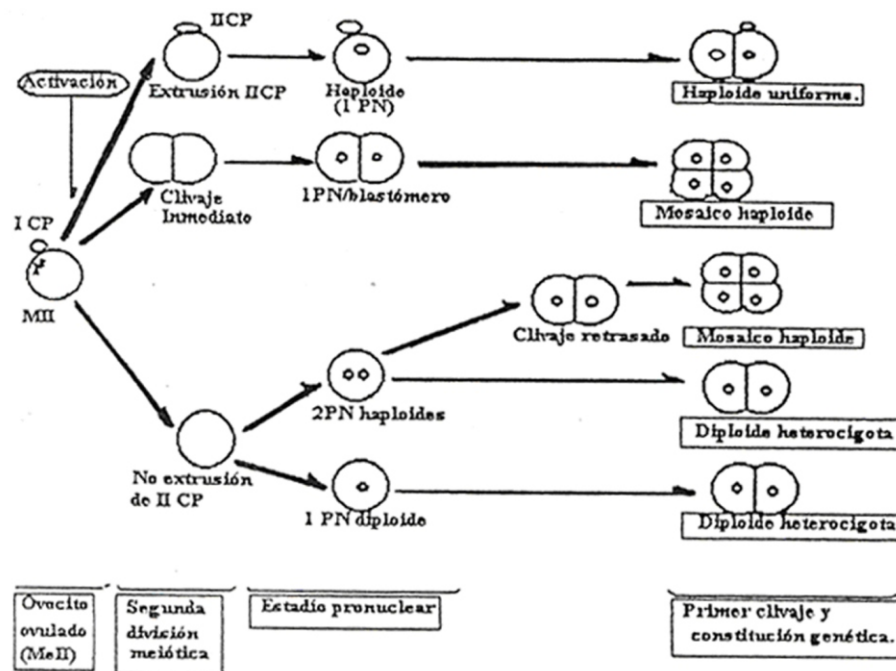 IICP
Activación
Extrusión IICP
Haploide
(1 PN)
Haploide uniforme.
I CP
MII
Clivaje
Inmediato
1PN/blastómero
Mosaico haploide
Clivaje retrasado
Mosaico haploide
2PN haploides
Diploide heterocigota
No extrusión
de II CP
1 PN diploide
Diploide heterocigota
Ovocito
ovulado
(MeII)
Segunda
división
meiótica
Estadío pronuclear
Primer clivaje y
constitución genética.